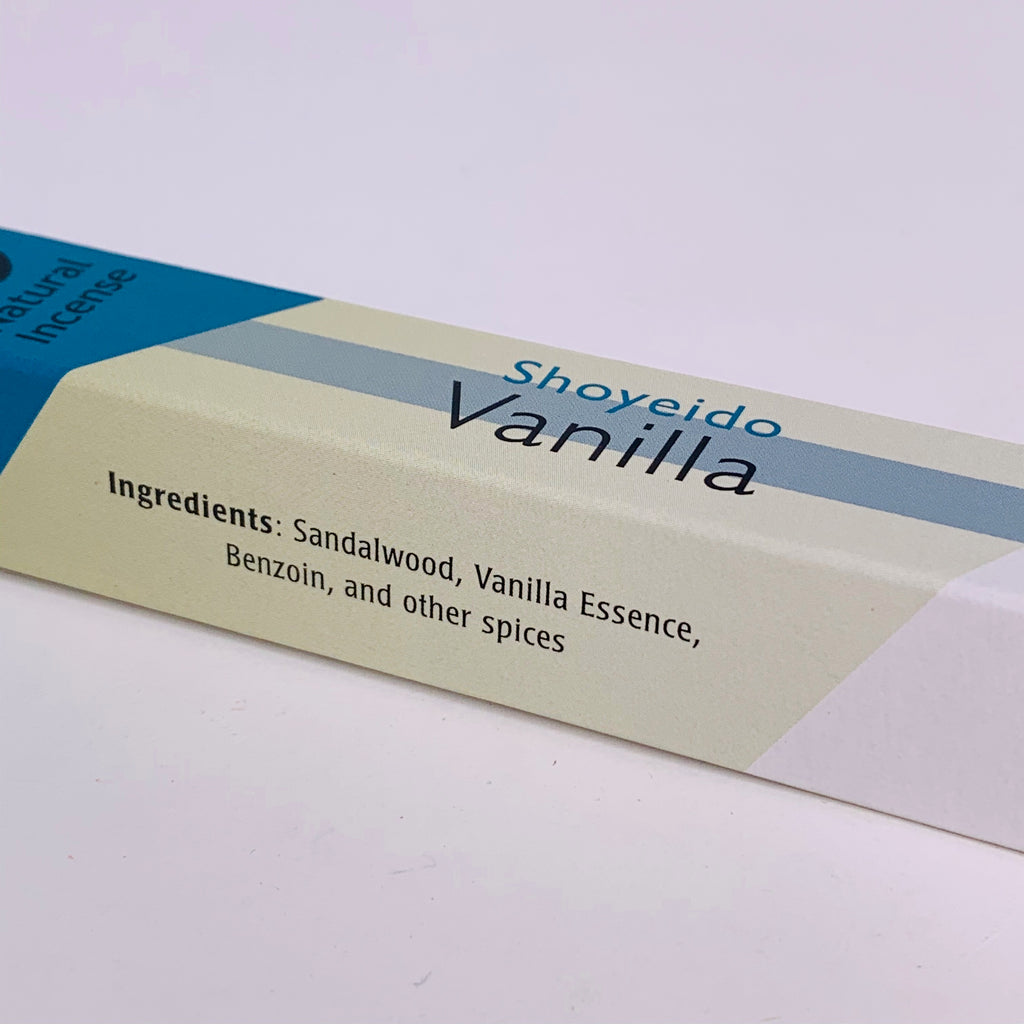 Natural
Incense
Shoyeido
Vanilla
Ingredients: Sandalwood, Vanilla Essence,
Benzoin, and other spices